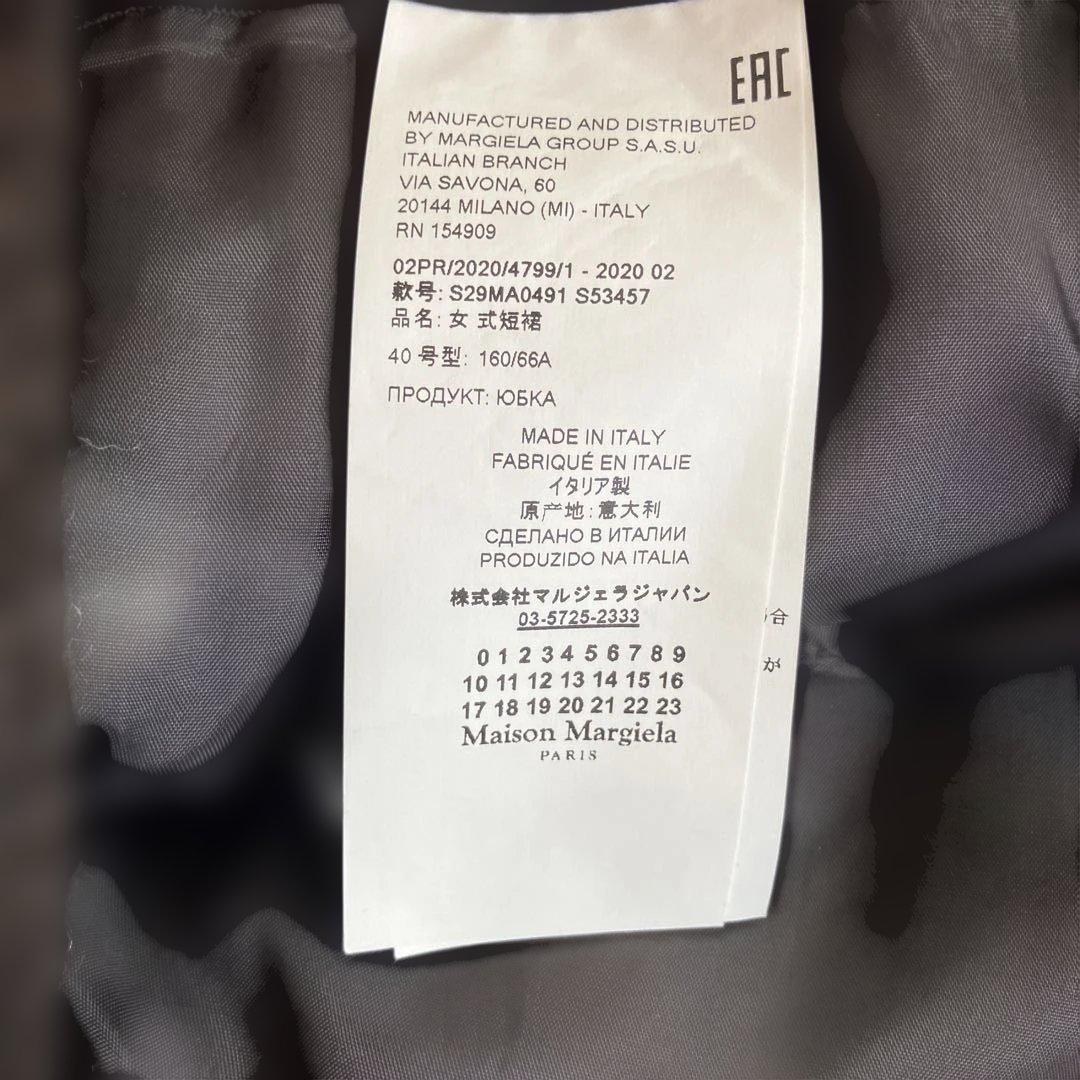 EAC
MANUFACTURED AND DISTRIBUTED
BY MARGIELA GROUP S.A.S.U.
ITALIAN BRANCH
VIA SAVONA, 60
20144 MILANO (MI) - ITALY
RN 154909
02PR/2020/4799/1 - 2020 02
款号: S29MA0491 S53457
品名: 女 式短裙
40 号型: 160/66A
ПРОДУКТ: ЮБКА
MADE IN ITALY
FABRIQUÉ EN ITALIE
イタリア製
原产地: 意大利
СДЕЛАНО В ИТАЛИИ
PRODUZIDO NA ITALIA
株式会社マルジェラジャパン
03-5725-2333
合
が
0 1 2 3 4 5 6 7 8 9
10 11 12 13 14 15 16
17 18 19 20 21 22 23
Maison Margiela
PARIS